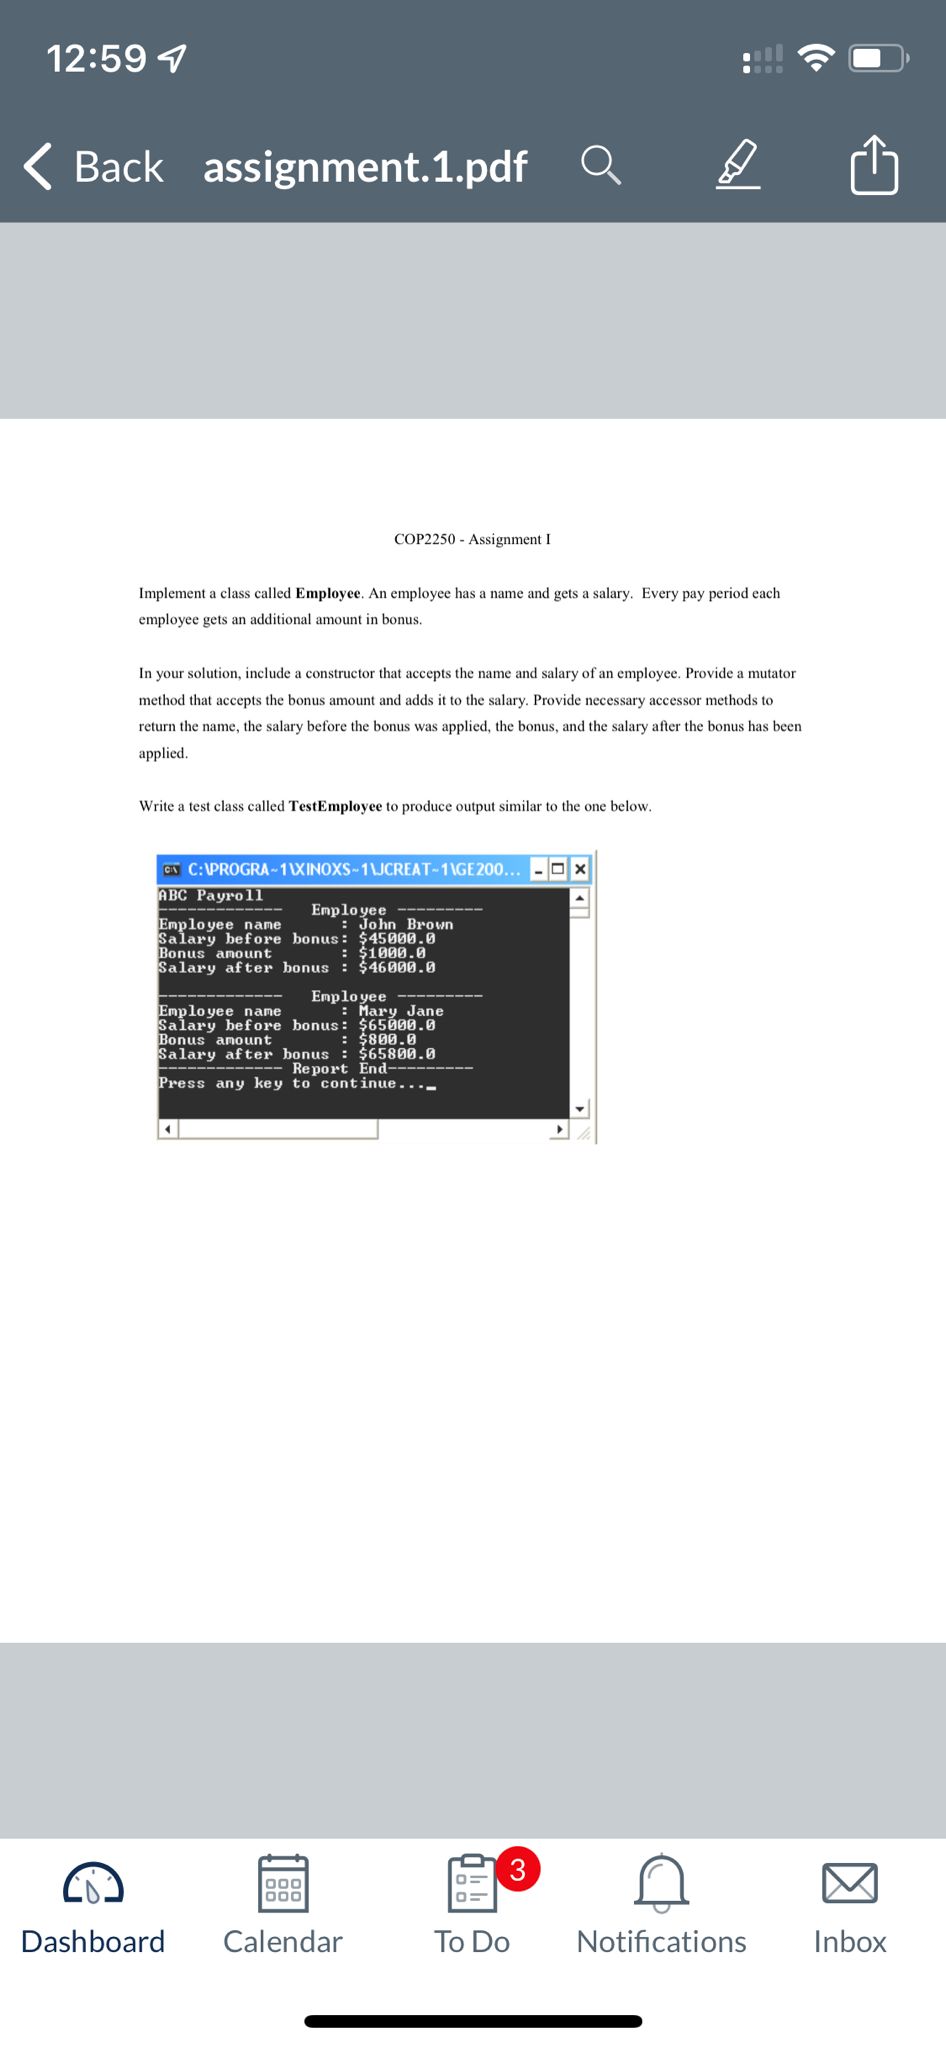 12:59
Back assignment.1.pdf
COP2250 - Assignment I
Implement a class called Employee. An employee has a name and gets a salary. Every pay period each
employee gets an additional amount in bonus.
In your solution, include a constructor that accepts the name and salary of an employee. Provide a mutator
method that accepts the bonus amount and adds it to the salary. Provide necessary accessor methods to
return the name, the salary before the bonus was applied, the bonus, and the salary after the bonus has been
applied.
Write a test class called TestEmployee to produce output similar to the one below.
C:\PROGRA~1\XINOXS~1\JCREAT~1\GE200...
ABC Payroll
------------- Employee ---------
Employee name : John Brown
Salary before bonus: $45000.0
Bonus amount : $1000.0
Salary after bonus : $46000.0
------------- Employee ---------
Employee name : Mary Jane
Salary before bonus: $65000.0
Bonus amount : $800.0
Salary after bonus : $65800.0
------------- Report End---------
Press any key to continue..._
3
Dashboard Calendar To Do Notifications Inbox